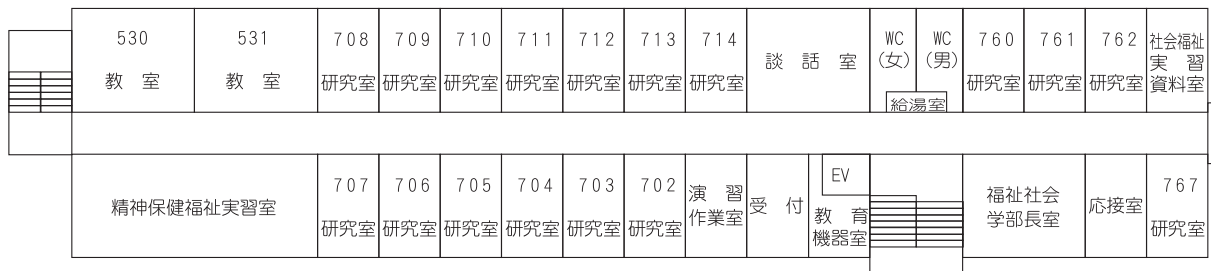 530
教室
531
教室
708
研究室
709
研究室
710
研究室
711
研究室
712
研究室
713
研究室
714
研究室
談話室
WC
(女)
WC
(男)
給湯室
760
研究室
761
研究室
762
研究室
社会福祉
実習
資料室
精神保健福祉実習室
707
研究室
706
研究室
705
研究室
704
研究室
703
研究室
702
研究室
演習
作業室
受付
EV
教育
機器室
福祉社会
学部長室
応接室
767
研究室